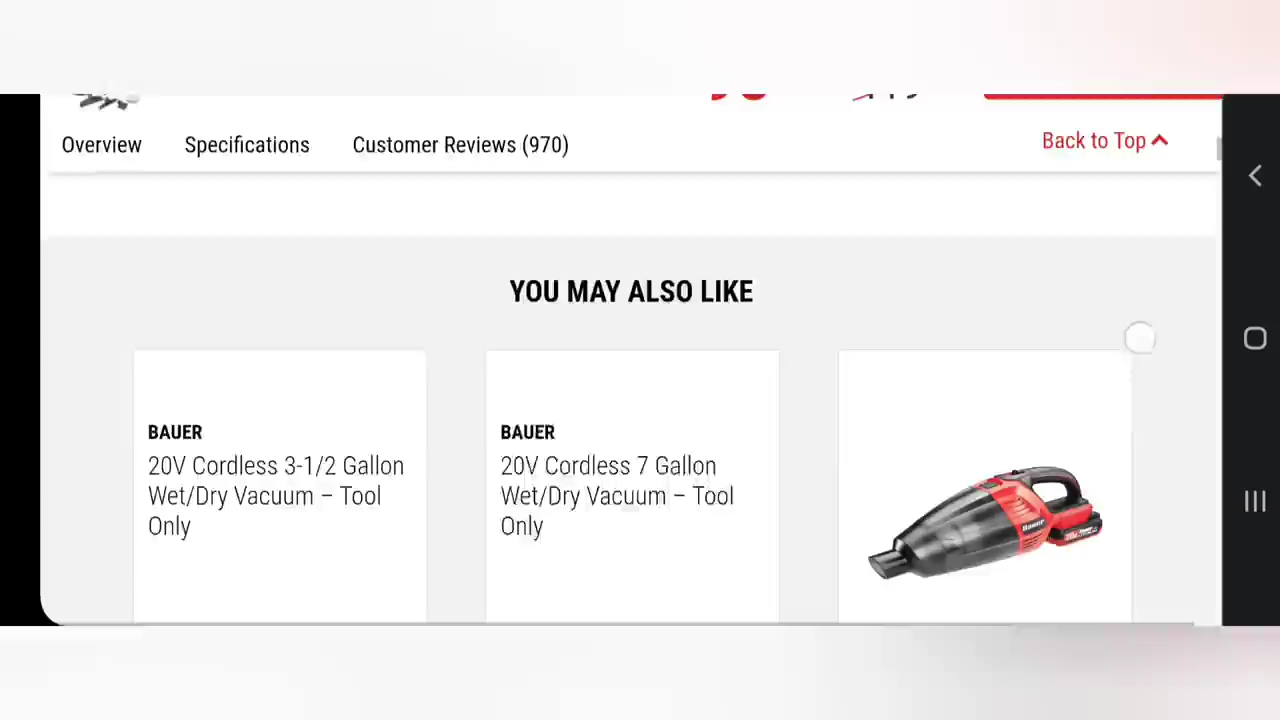 Overview Specifications Customer Reviews (970) Back to Top
YOU MAY ALSO LIKE
BAUER
20V Cordless 3-1/2 Gallon
Wet/Dry Vacuum – Tool
Only
BAUER
20V Cordless 7 Gallon
Wet/Dry Vacuum – Tool
Only
Bauer